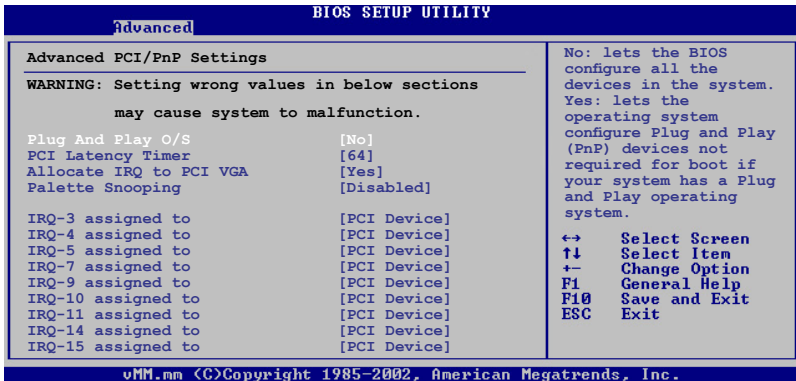 BIOS SETUP UTILITY
Advanced
Advanced PCI/PnP Settings
WARNING: Setting wrong values in below sections
may cause system to malfunction.
Plug And Play O/S [No]
PCI Latency Timer [64]
Allocate IRQ to PCI VGA [Yes]
Palette Snooping [Disabled]
IRQ-3 assigned to [PCI Device]
IRQ-4 assigned to [PCI Device]
IRQ-5 assigned to [PCI Device]
IRQ-7 assigned to [PCI Device]
IRQ-9 assigned to [PCI Device]
IRQ-10 assigned to [PCI Device]
IRQ-11 assigned to [PCI Device]
IRQ-14 assigned to [PCI Device]
IRQ-15 assigned to [PCI Device]
No: lets the BIOS
configure all the
devices in the system.
Yes: lets the
operating system
configure Plug and Play
(PnP) devices not
required for boot if
your system has a Plug
and Play operating
system.
↔ Select Screen
↑↓ Select Item
+- Change Option
F1 General Help
F10 Save and Exit
ESC Exit
vMM.mm (C)Copyright 1985-2002, American Megatrends, Inc.